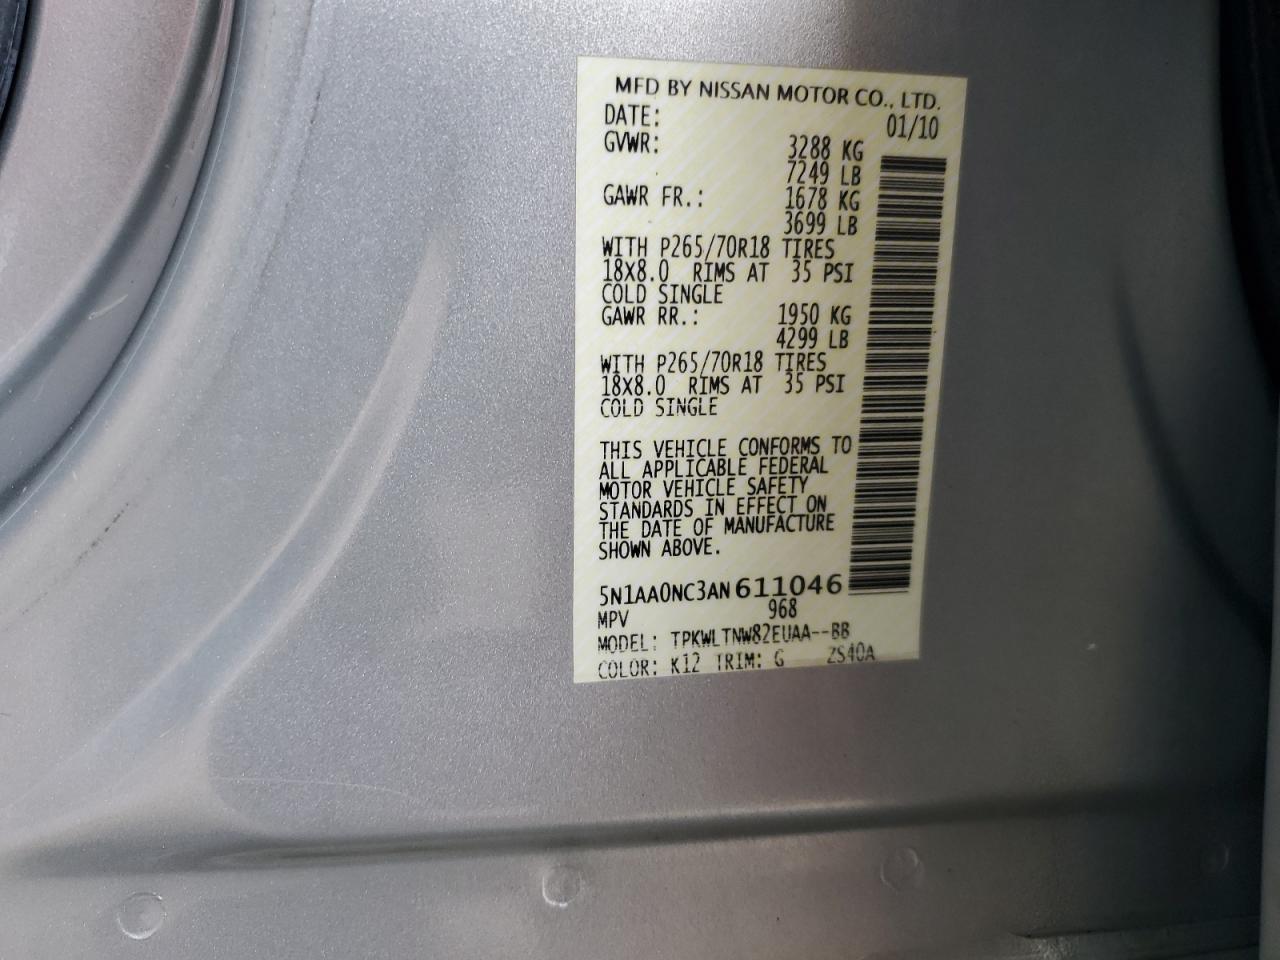 MFD BY NISSAN MOTOR CO., LTD.
DATE: 01/10
GVWR: 3288 KG
7249 LB
GAWR FR.: 1678 KG
3699 LB
WITH P265/70R18 TIRES
18X8.0 RIMS AT 35 PSI
COLD SINGLE
GAWR RR.: 1950 KG
4299 LB
WITH P265/70R18 TIRES
18X8.0 RIMS AT 35 PSI
COLD SINGLE
THIS VEHICLE CONFORMS TO
ALL APPLICABLE FEDERAL
MOTOR VEHICLE SAFETY
STANDARDS IN EFFECT ON
THE DATE OF MANUFACTURE
SHOWN ABOVE.
5N1AA0NC3AN611046
MPV 968
MODEL: TPKWLTNW82EUAA--BB
COLOR: K12 TRIM: G ZS40A